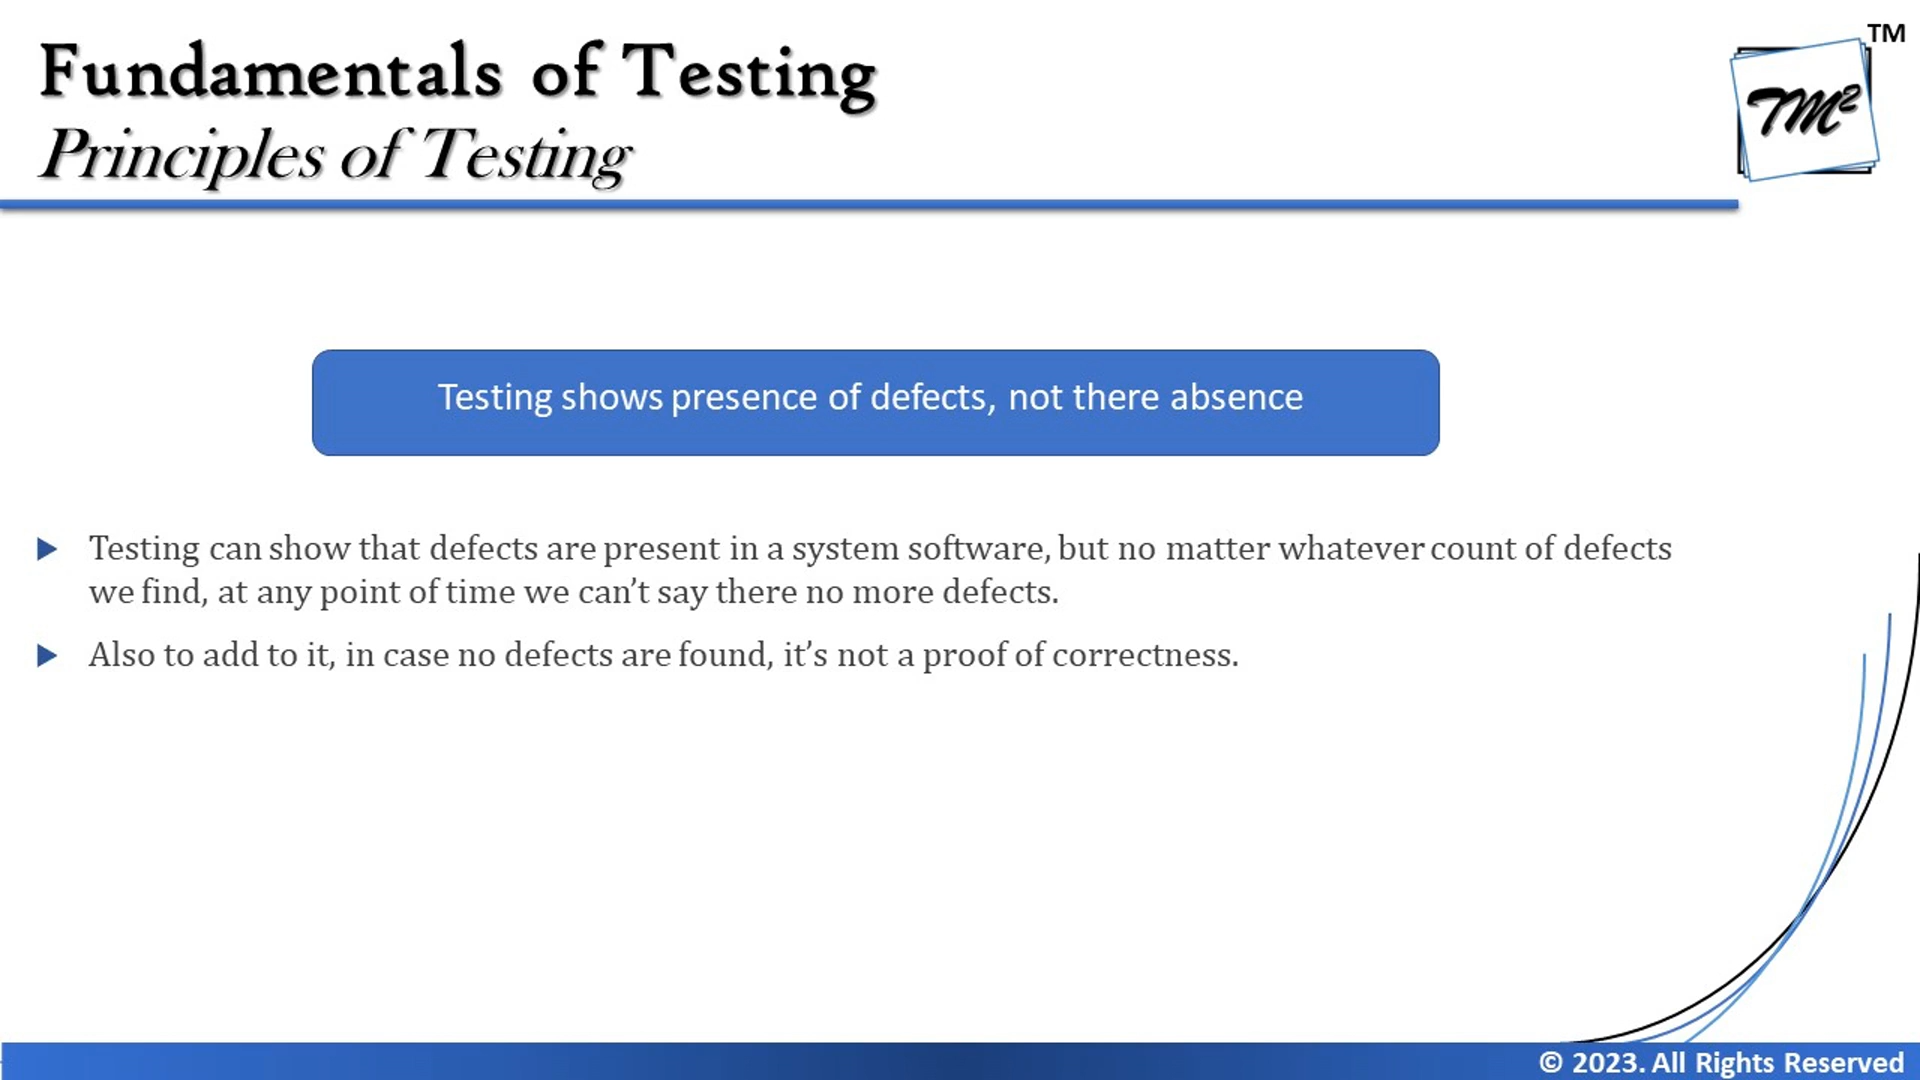 Fundamentals of Testing
TM
Principles of Testing
TM²
Testing shows presence of defects, not there absence
Testing can show that defects are present in a system software, but no matter whatever count of defects
we find, at any point of time we can’t say there no more defects.
Also to add to it, in case no defects are found, it’s not a proof of correctness.
© 2023. All Rights Reserved